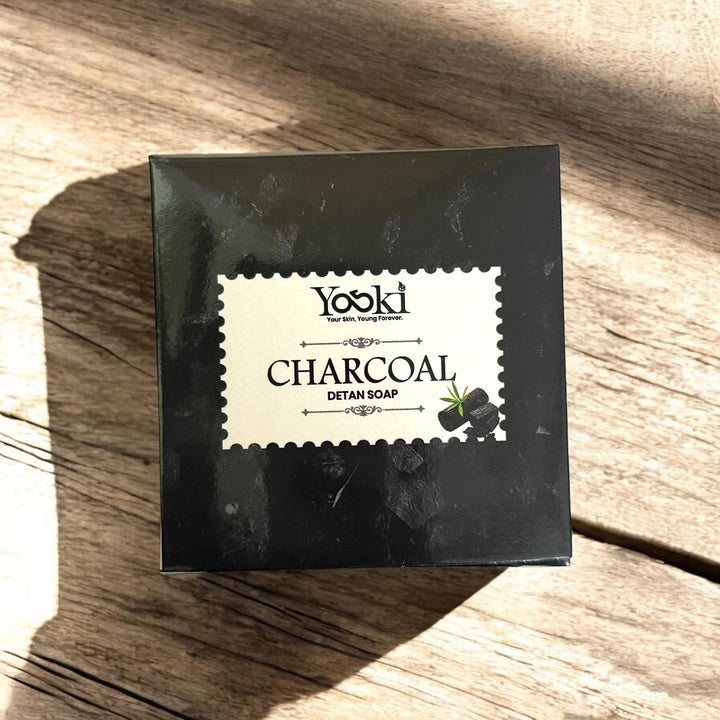 Yooki
Your Skin, Young Forever.
CHARCOAL
DETAN SOAP